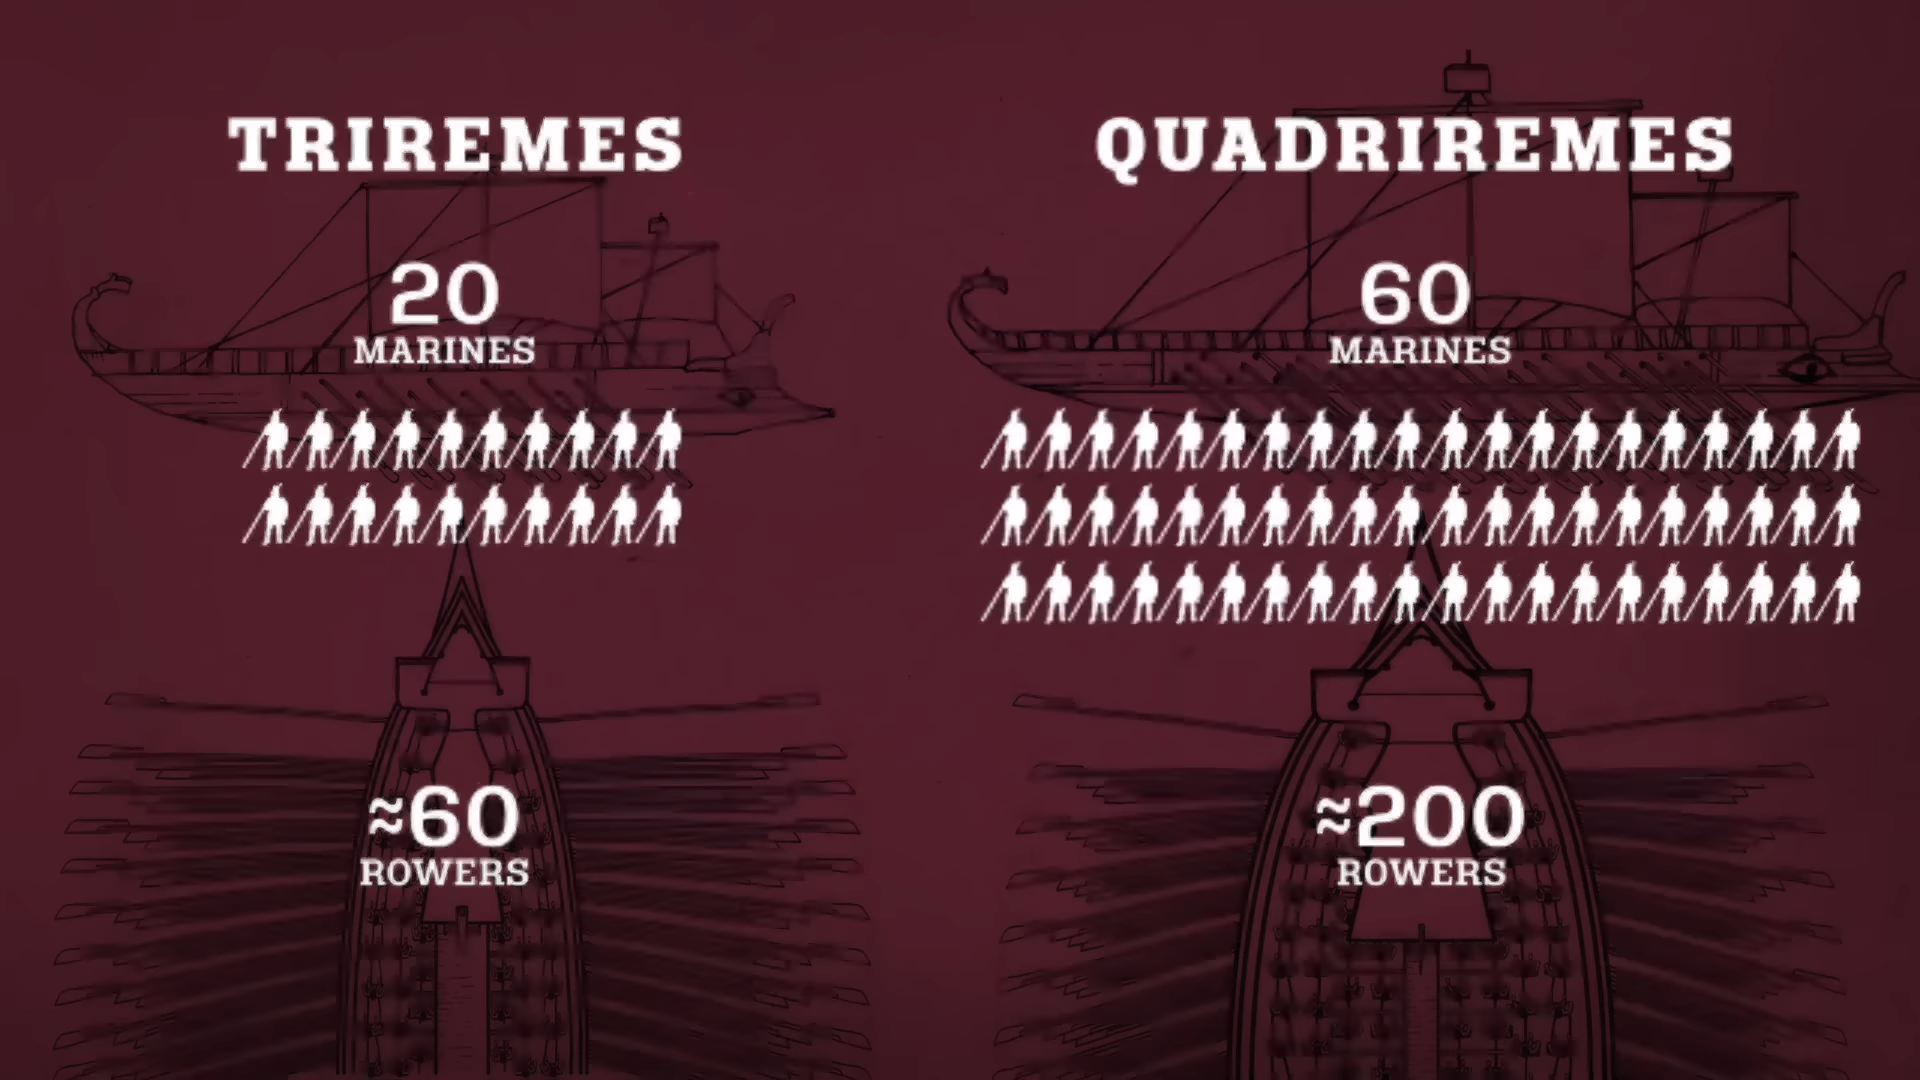 TRIREMES
20
MARINES
≈60
ROWERS
QUADRIREMES
60
MARINES
≈200
ROWERS